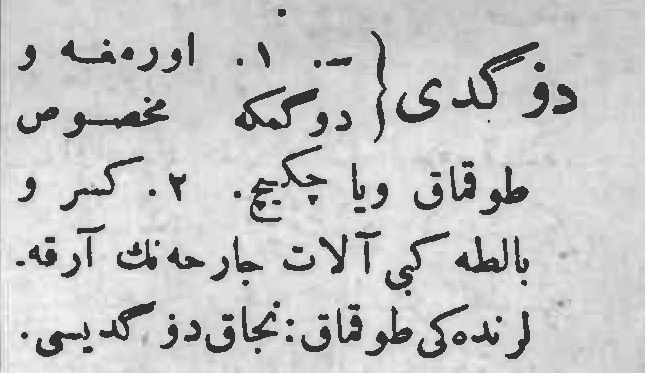 دوگدی { –. ۱. اورمغه و
دوگمکه مخصوص
طوقماق ویا چکیچ. ۲. کسر و
بالطه کبی آلات جارحه‌نك آرقه‌
لرنده‌کی طوقماق: نجاق دوگدیسی.